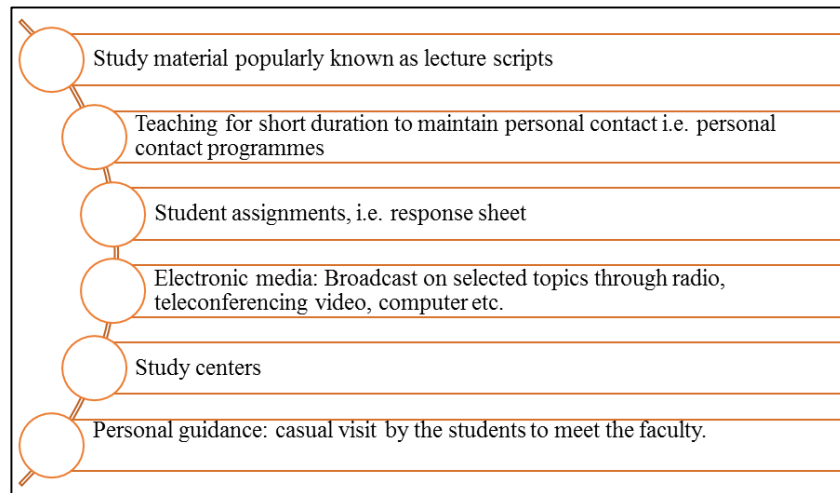 Study material popularly known as lecture scripts
Teaching for short duration to maintain personal contact i.e. personal
contact programmes
Student assignments, i.e. response sheet
Electronic media: Broadcast on selected topics through radio,
teleconferencing video, computer etc.
Study centers
Personal guidance: casual visit by the students to meet the faculty.